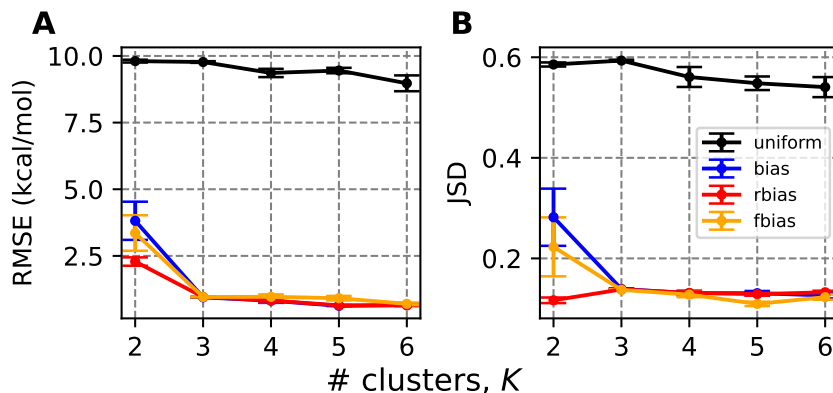 A
B
10.0
7.5
5.0
2.5
RMSE (kcal/mol)
2 3 4 5 6
0.6
0.4
0.2
JSD
uniform
bias
rbias
fbias
2 3 4 5 6
# clusters, K